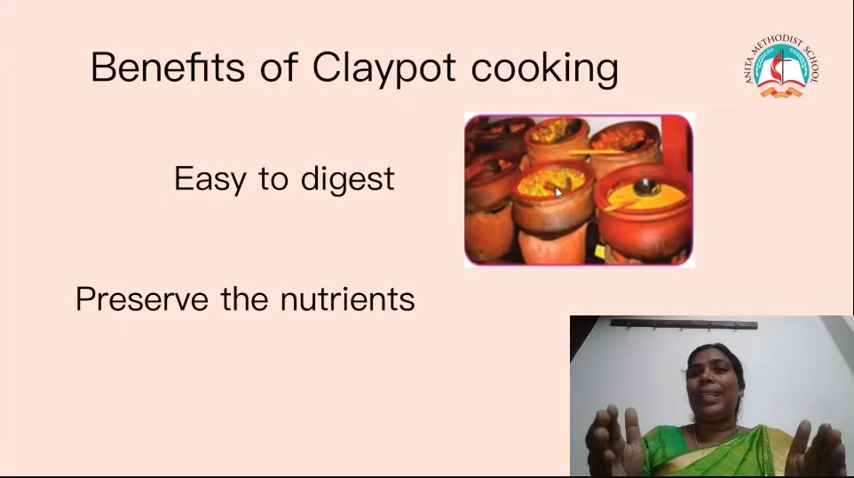 Benefits of Claypot cooking
ANITA METHODIST SCHOOL
Easy to digest
Preserve the nutrients